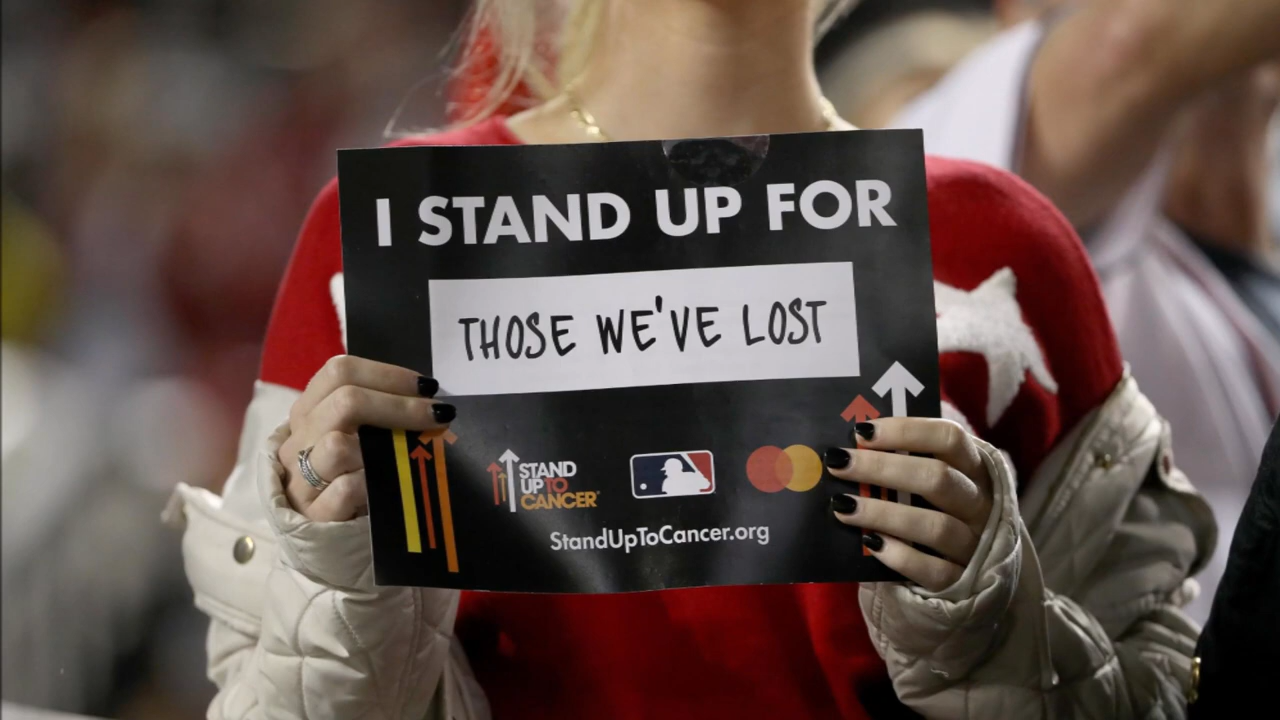 I STAND UP FOR
THOSE WE'VE LOST
STAND
UP TO
CANCER
StandUpToCancer.org